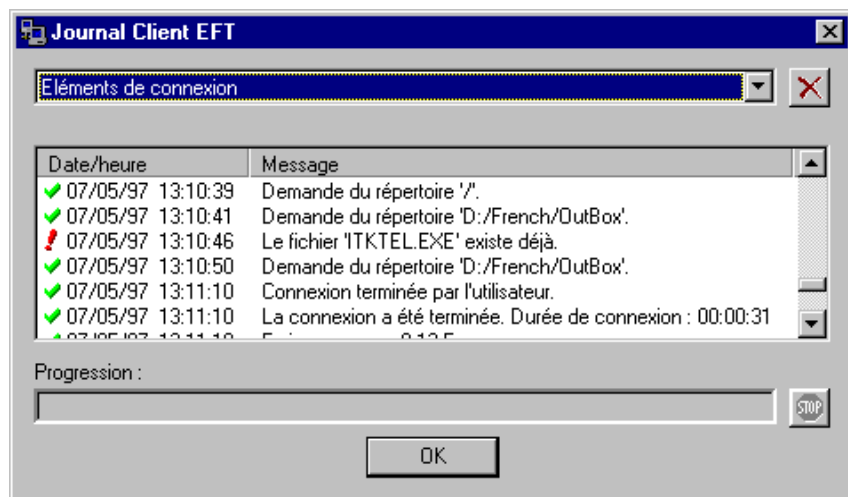 Journal Client EFT
Eléments de connexion
Date/heure Message
07/05/97 13:10:39 Demande du répertoire '/'.
07/05/97 13:10:41 Demande du répertoire 'D:/French/OutBox'.
07/05/97 13:10:46 Le fichier 'ITKTEL.EXE' existe déjà.
07/05/97 13:10:50 Demande du répertoire 'D:/French/OutBox'.
07/05/97 13:11:10 Connexion terminée par l'utilisateur.
07/05/97 13:11:10 La connexion a été terminée. Durée de connexion : 00:00:31
Progression :
STOP
OK